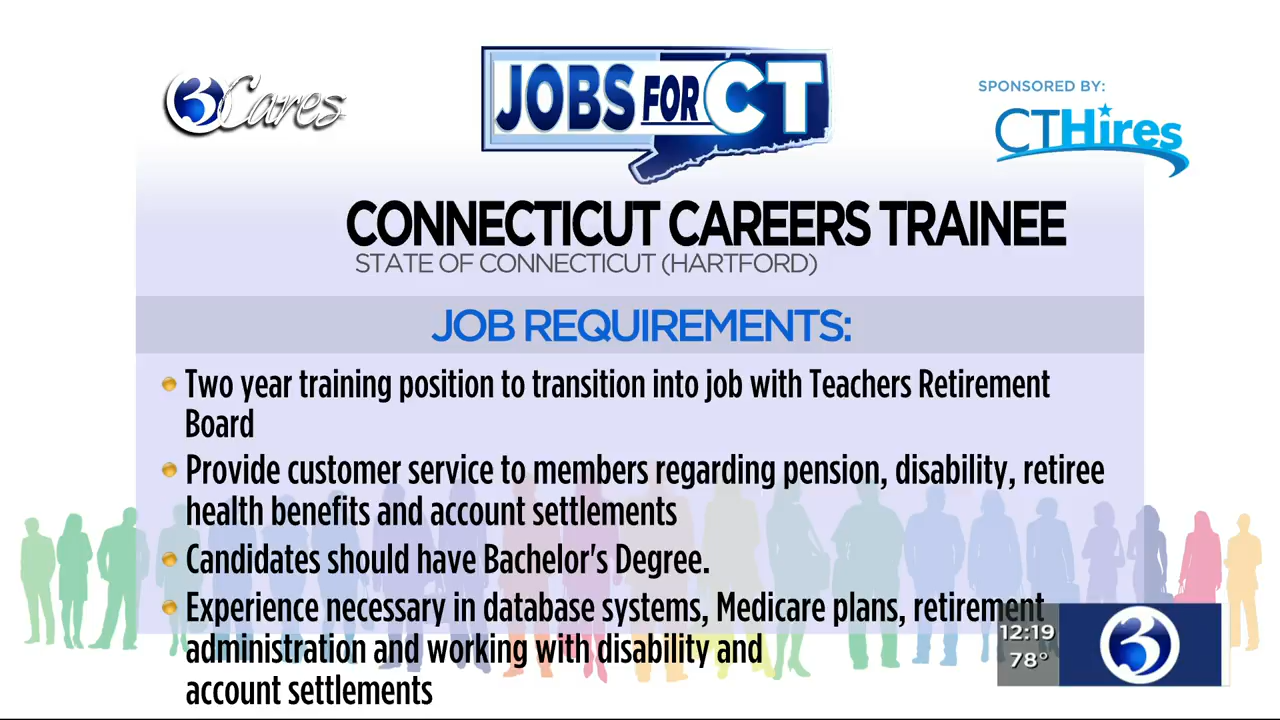 3 Cares
JOBS FOR CT
SPONSORED BY:
CTHires
CONNECTICUT CAREERS TRAINEE
STATE OF CONNECTICUT (HARTFORD)
JOB REQUIREMENTS:
Two year training position to transition into job with Teachers Retirement
Board
Provide customer service to members regarding pension, disability, retiree
health benefits and account settlements
Candidates should have Bachelor's Degree.
Experience necessary in database systems, Medicare plans, retirement
administration and working with disability and
account settlements
12:19
78°
3